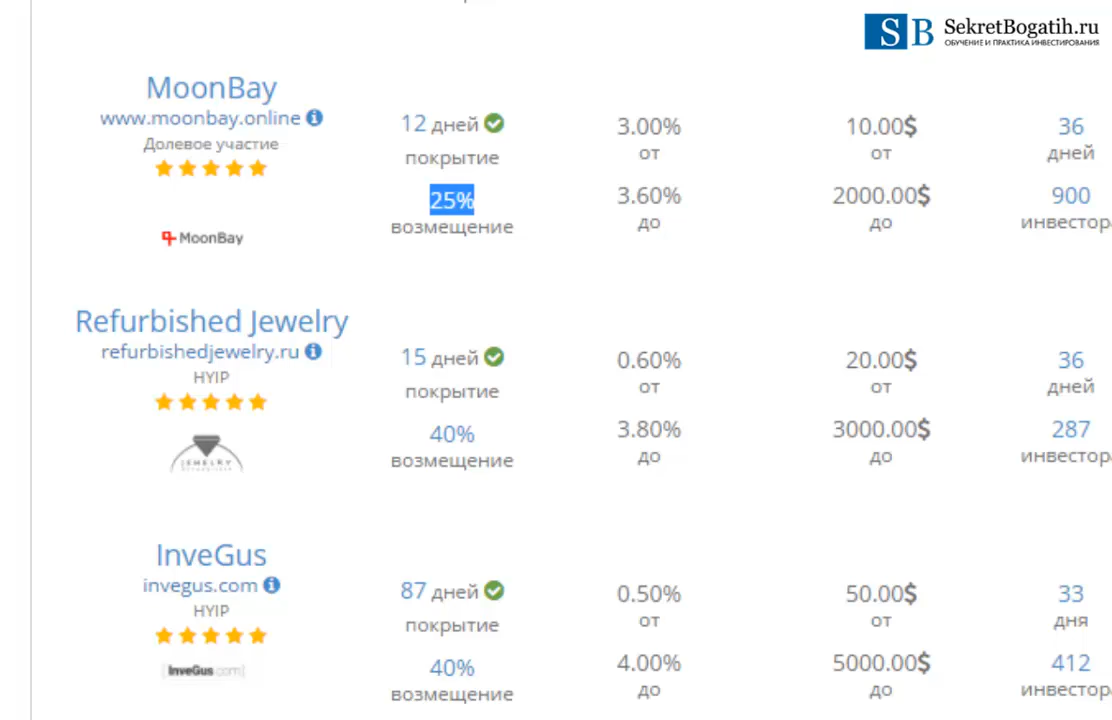 SB SekretBogatih.ru
ОБУЧЕНИЕ И ПРАКТИКА ИНВЕСТИРОВАНИЯ
MoonBay
www.moonbay.online
Долевое участие
MoonBay
12 дней
покрытие
25%
возмещение
3.00%
от
3.60%
до
10.00$
от
2000.00$
до
36
дней
900
инвестор
Refurbished Jewelry
refurbishedjewelry.ru
HYIP
JEWELRY
15 дней
покрытие
40%
возмещение
0.60%
от
3.80%
до
20.00$
от
3000.00$
до
36
дней
287
инвестор
InveGus
invegus.com
HYIP
InveGus.com
87 дней
покрытие
40%
возмещение
0.50%
от
4.00%
до
50.00$
от
5000.00$
до
33
дня
412
инвестор